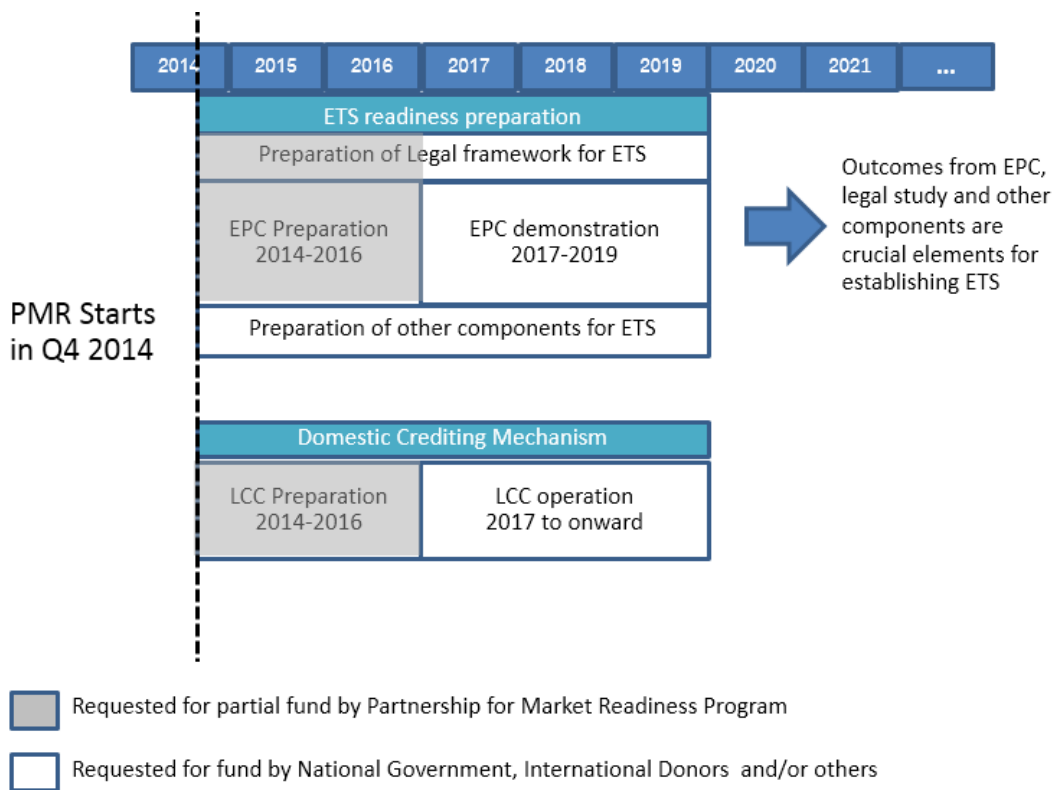 2014 2015 2016 2017 2018 2019 2020 2021 ...
ETS readiness preparation
Preparation of Legal framework for ETS
EPC Preparation
2014-2016
EPC demonstration
2017-2019
Preparation of other components for ETS
Outcomes from EPC,
legal study and other
components are
crucial elements for
establishing ETS
PMR Starts
in Q4 2014
Domestic Crediting Mechanism
LCC Preparation
2014-2016
LCC operation
2017 to onward
Requested for partial fund by Partnership for Market Readiness Program
Requested for fund by National Government, International Donors and/or others